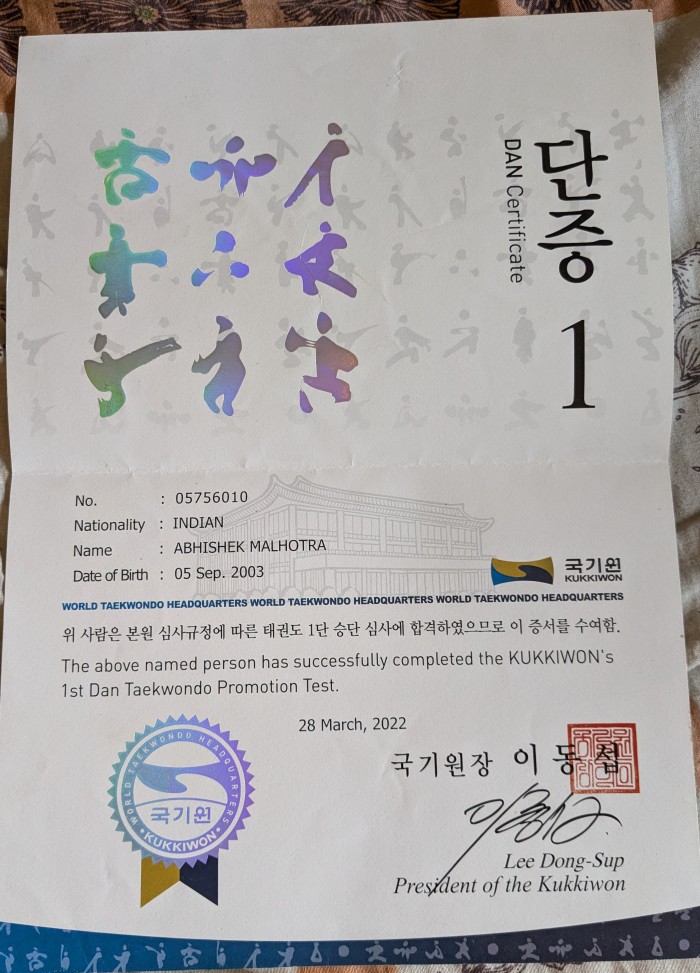 단증 1
DAN Certificate
No. : 05756010
Nationality : INDIAN
Name : ABHISHEK MALHOTRA
Date of Birth : 05 Sep. 2003
국기원
KUKKIWON
WORLD TAEKWONDO HEADQUARTERS WORLD TAEKWONDO HEADQUARTERS WORLD TAEKWONDO HEADQUARTERS
위 사람은 본원 심사규정에 따른 태권도 1단 승단 심사에 합격하였으므로 이 증서를 수여함.
The above named person has successfully completed the KUKKIWON's
1st Dan Taekwondo Promotion Test.
28 March, 2022
WORLD TAEKWONDO HEADQUARTERS
국기원
KUKKIWON
국기원장 이동섭
Lee Dong-Sup
President of the Kukkiwon